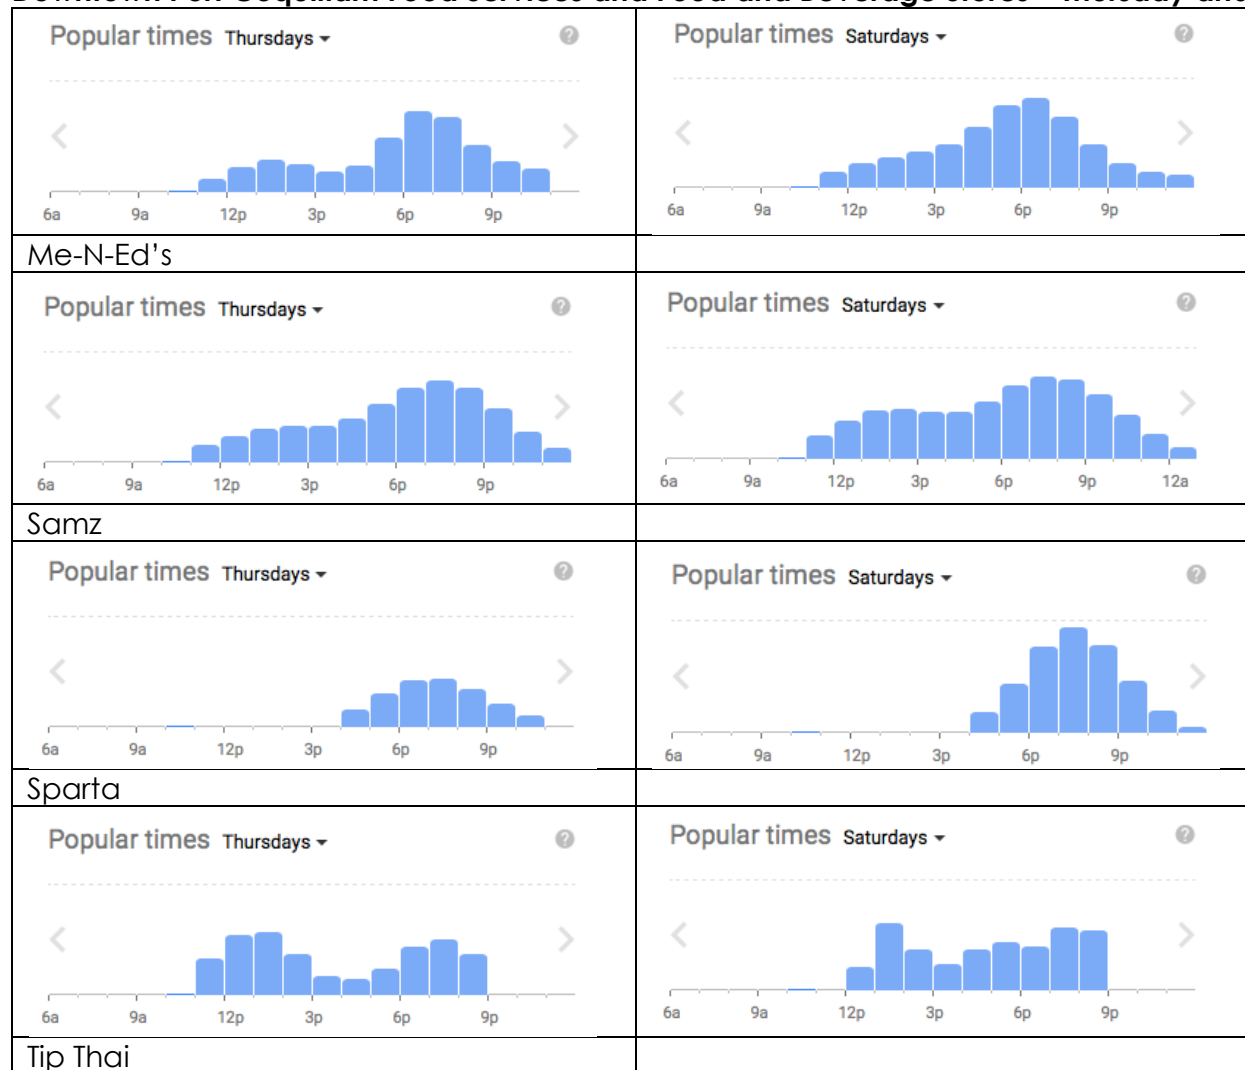 Popular times Thursdays
Popular times Saturdays
6a 9a 12p 3p 6p 9p
6a 9a 12p 3p 6p 9p
Me-N-Ed's
Popular times Thursdays
Popular times Saturdays
6a 9a 12p 3p 6p 9p
6a 9a 12p 3p 6p 9p 12a
Samz
Popular times Thursdays
Popular times Saturdays
6a 9a 12p 3p 6p 9p
6a 9a 12p 3p 6p 9p
Sparta
Popular times Thursdays
Popular times Saturdays
6a 9a 12p 3p 6p 9p
6a 9a 12p 3p 6p 9p
Tip Thai